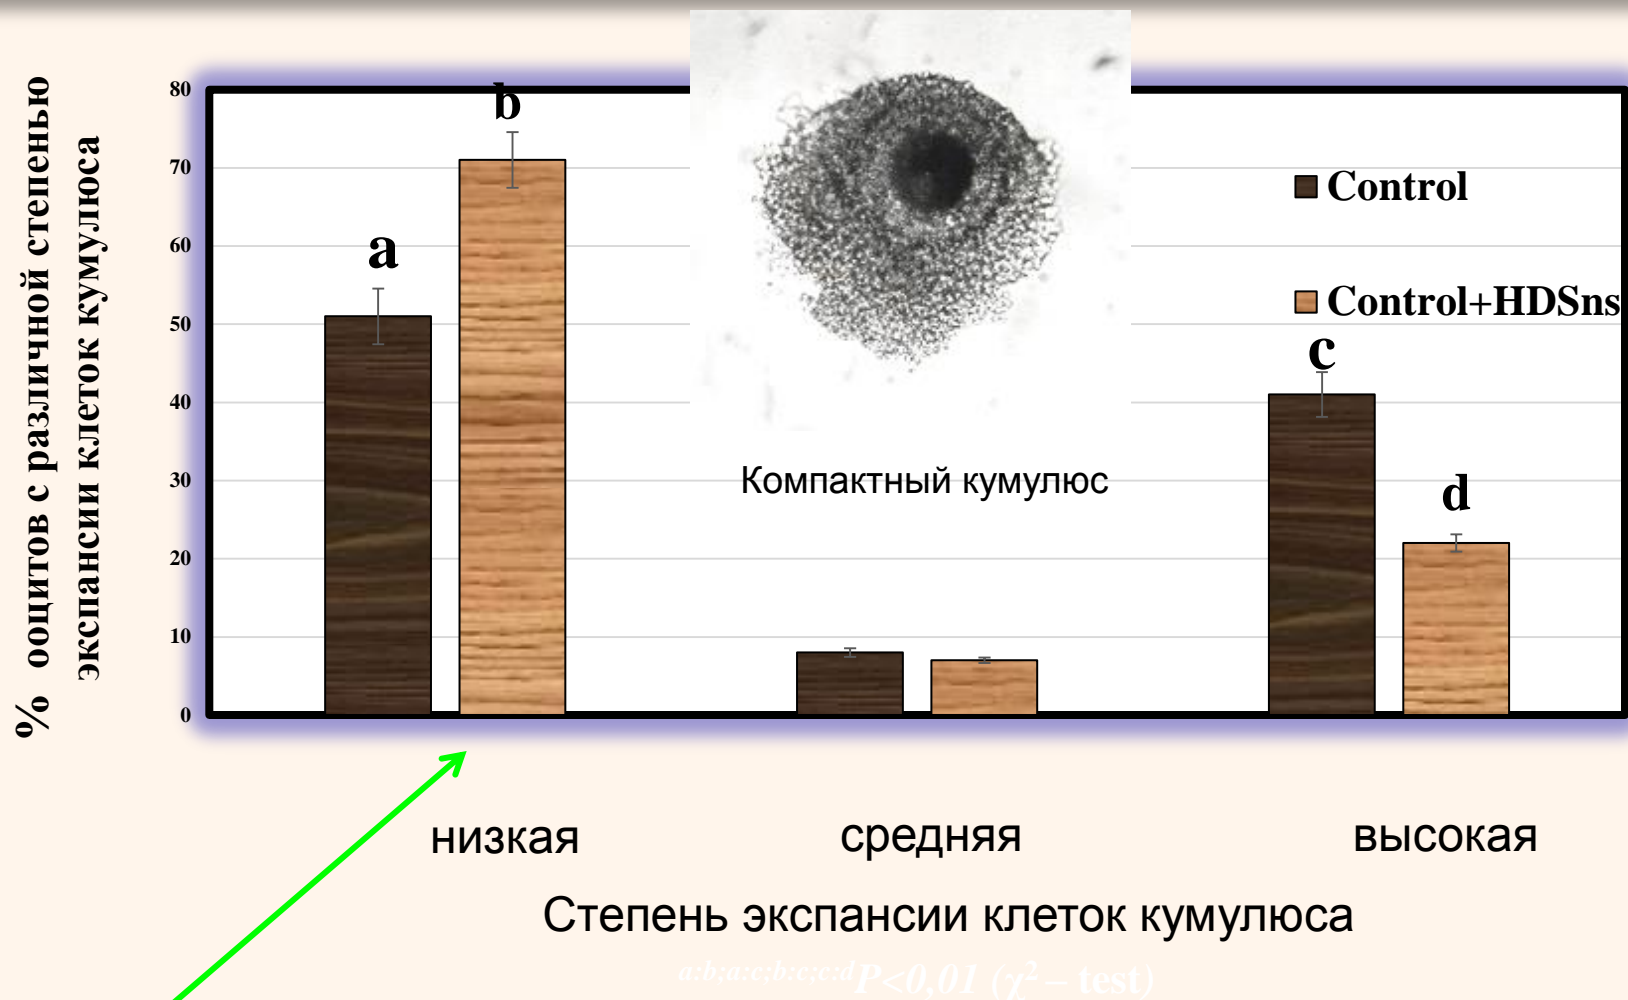 % ооцитов с различной степенью
экспансии клеток кумулюса
80
70
60
50
40
30
20
10
0
a
b
c
d
Control
Control+HDSns
Компактный кумулюс
низкая средняя высокая
Степень экспансии клеток кумулюса
a:b;a:c;b:c;c:dP<0,01 (χ² – test)